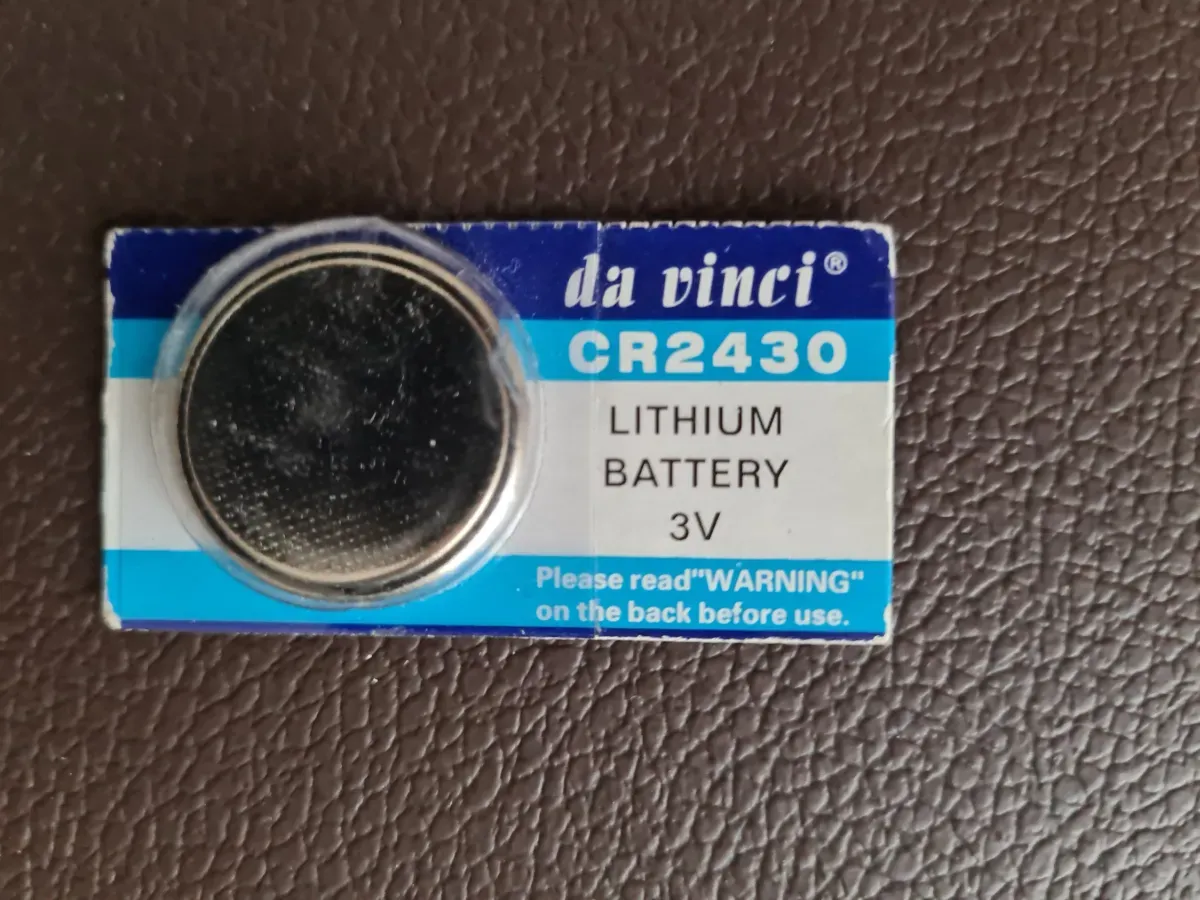 da vinci®
CR2430
LITHIUM
BATTERY
3V
Please read"WARNING"
on the back before use.